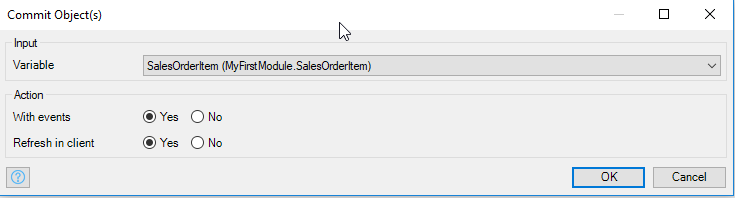 Commit Object(s)
Input
Variable SalesOrderItem (MyFirstModule.SalesOrderItem)
Action
With events Yes No
Refresh in client Yes No
? OK Cancel